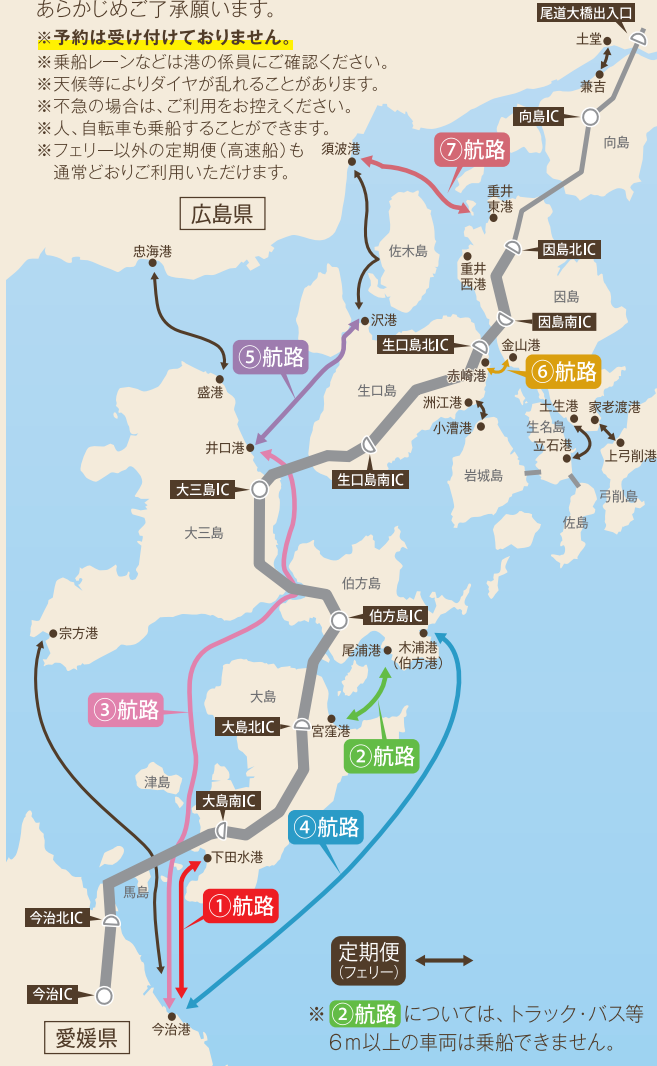 あらかじめご了承願います。
※予約は受け付けておりません。
※乗船レーンなどは港の係員にご確認ください。
※天候等によりダイヤが乱れることがあります。
※不急の場合は、ご利用をお控えください。
※人、自転車も乗船することができます。
※フェリー以外の定期便(高速船)も
通常どおりご利用いただけます。
尾道大橋出入口
土堂
兼吉
向島IC
向島
須波港
⑦航路
重井
東港
広島県
佐木島
因島北IC
忠海港
重井
西港
因島
沢港
因島南IC
生口島北IC
金山港
⑤航路
赤崎港
⑥航路
盛港
生口島
洲江港
土生港
家老渡港
小漕港
生名島
井口港
立石港
上弓削港
生口島南IC
岩城島
大三島IC
弓削島
佐島
大三島
伯方島
伯方島IC
宗方港
尾浦港
木浦港
(伯方港)
大島
③航路
大島北IC
宮窪港
②航路
津島
大島南IC
④航路
下田水港
馬島
①航路
今治北IC
定期便
(フェリー)
今治IC
今治港
愛媛県
※②航路については、トラック・バス等
6m以上の車両は乗船できません。